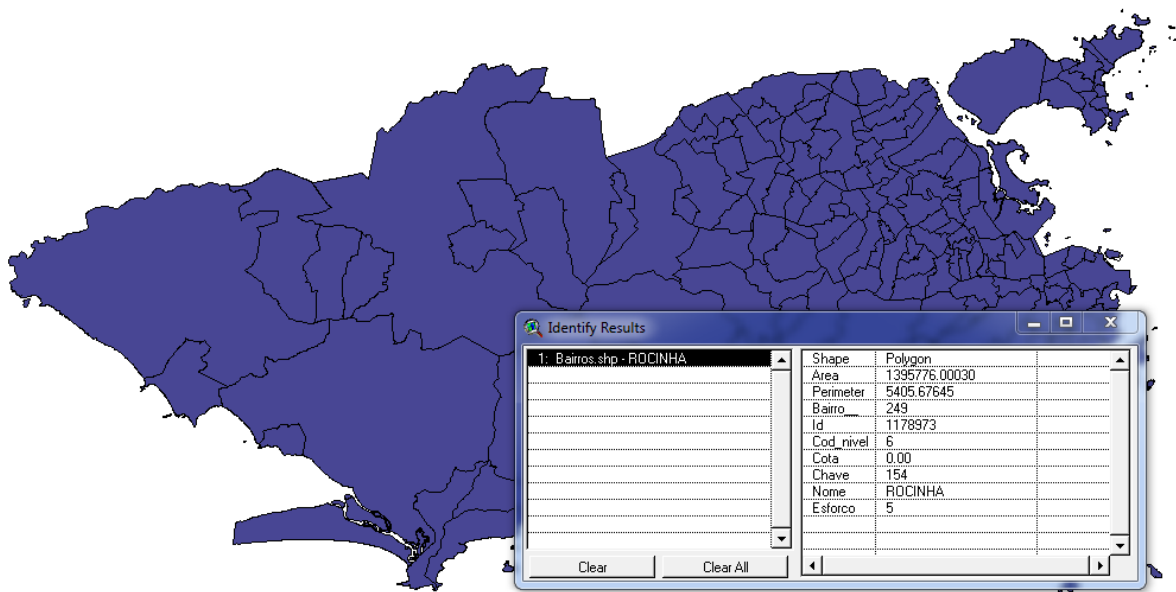 Identify Results
1: Bairros.shp - ROCINHA
Shape Polygon
Area 1395776.00030
Perimeter 5405.67645
Bairro__ 249
Id 1178973
Cod_nivel 6
Cota 0.00
Chave 154
Nome ROCINHA
Esforco 5
Clear Clear All